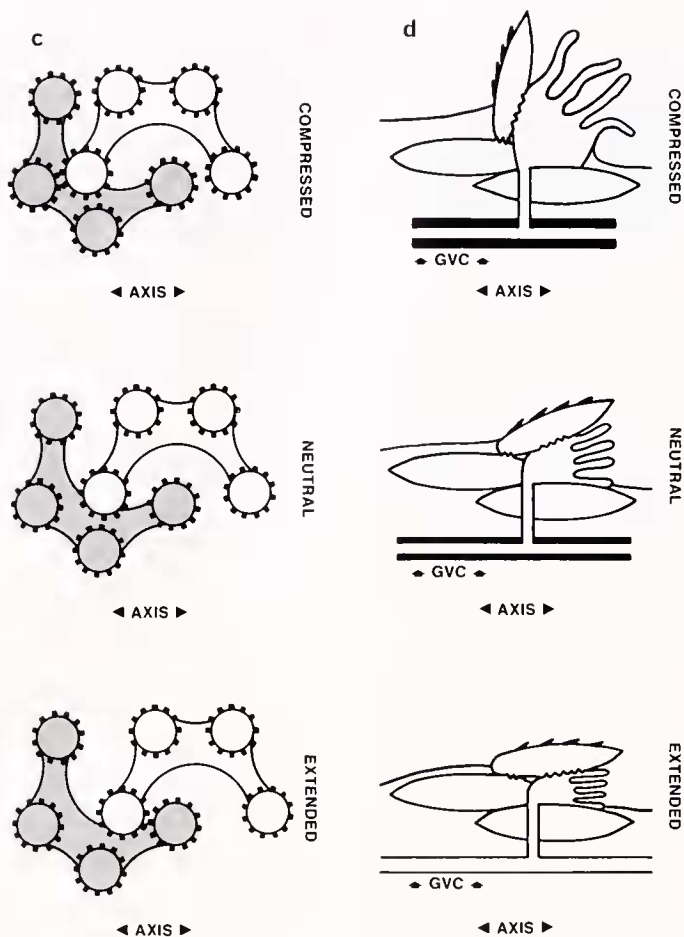 c
d
COMPRESSED
COMPRESSED
GVC
◄ AXIS ►
◄ AXIS ►
NEUTRAL
NEUTRAL
GVC
◄ AXIS ►
◄ AXIS ►
EXTENDED
EXTENDED
GVC
◄ AXIS ►
◄ AXIS ►